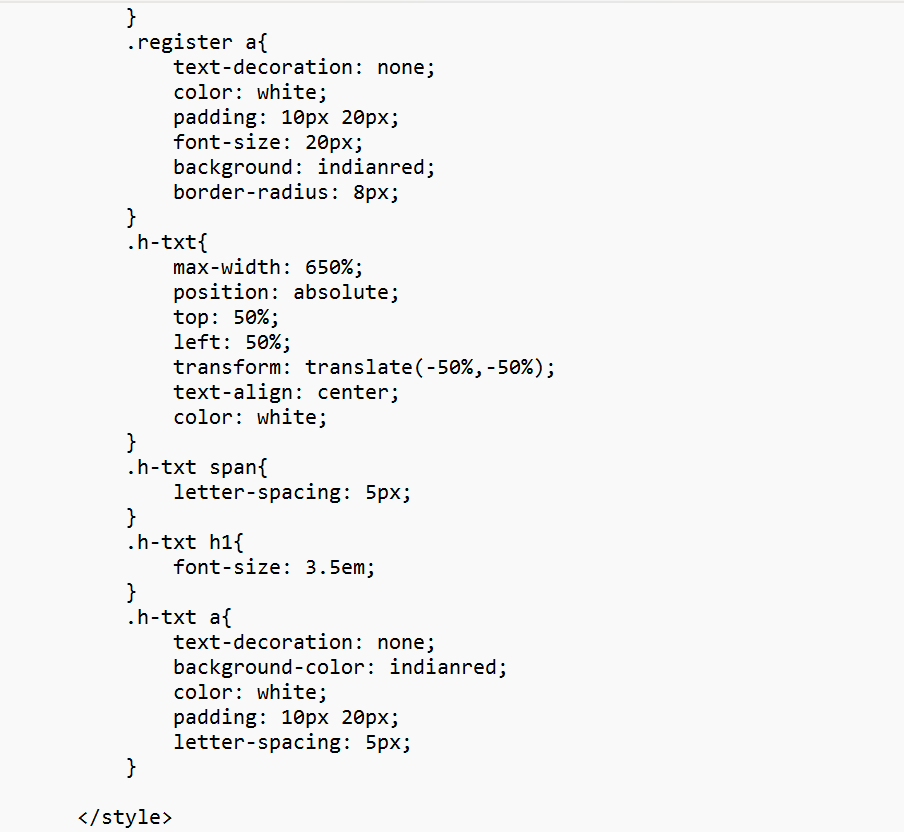 }
.register a{
text-decoration: none;
color: white;
padding: 10px 20px;
font-size: 20px;
background: indianred;
border-radius: 8px;
}
.h-txt{
max-width: 650%;
position: absolute;
top: 50%;
left: 50%;
transform: translate(-50%,-50%);
text-align: center;
color: white;
}
.h-txt span{
letter-spacing: 5px;
}
.h-txt h1{
font-size: 3.5em;
}
.h-txt a{
text-decoration: none;
background-color: indianred;
color: white;
padding: 10px 20px;
letter-spacing: 5px;
}
</style>